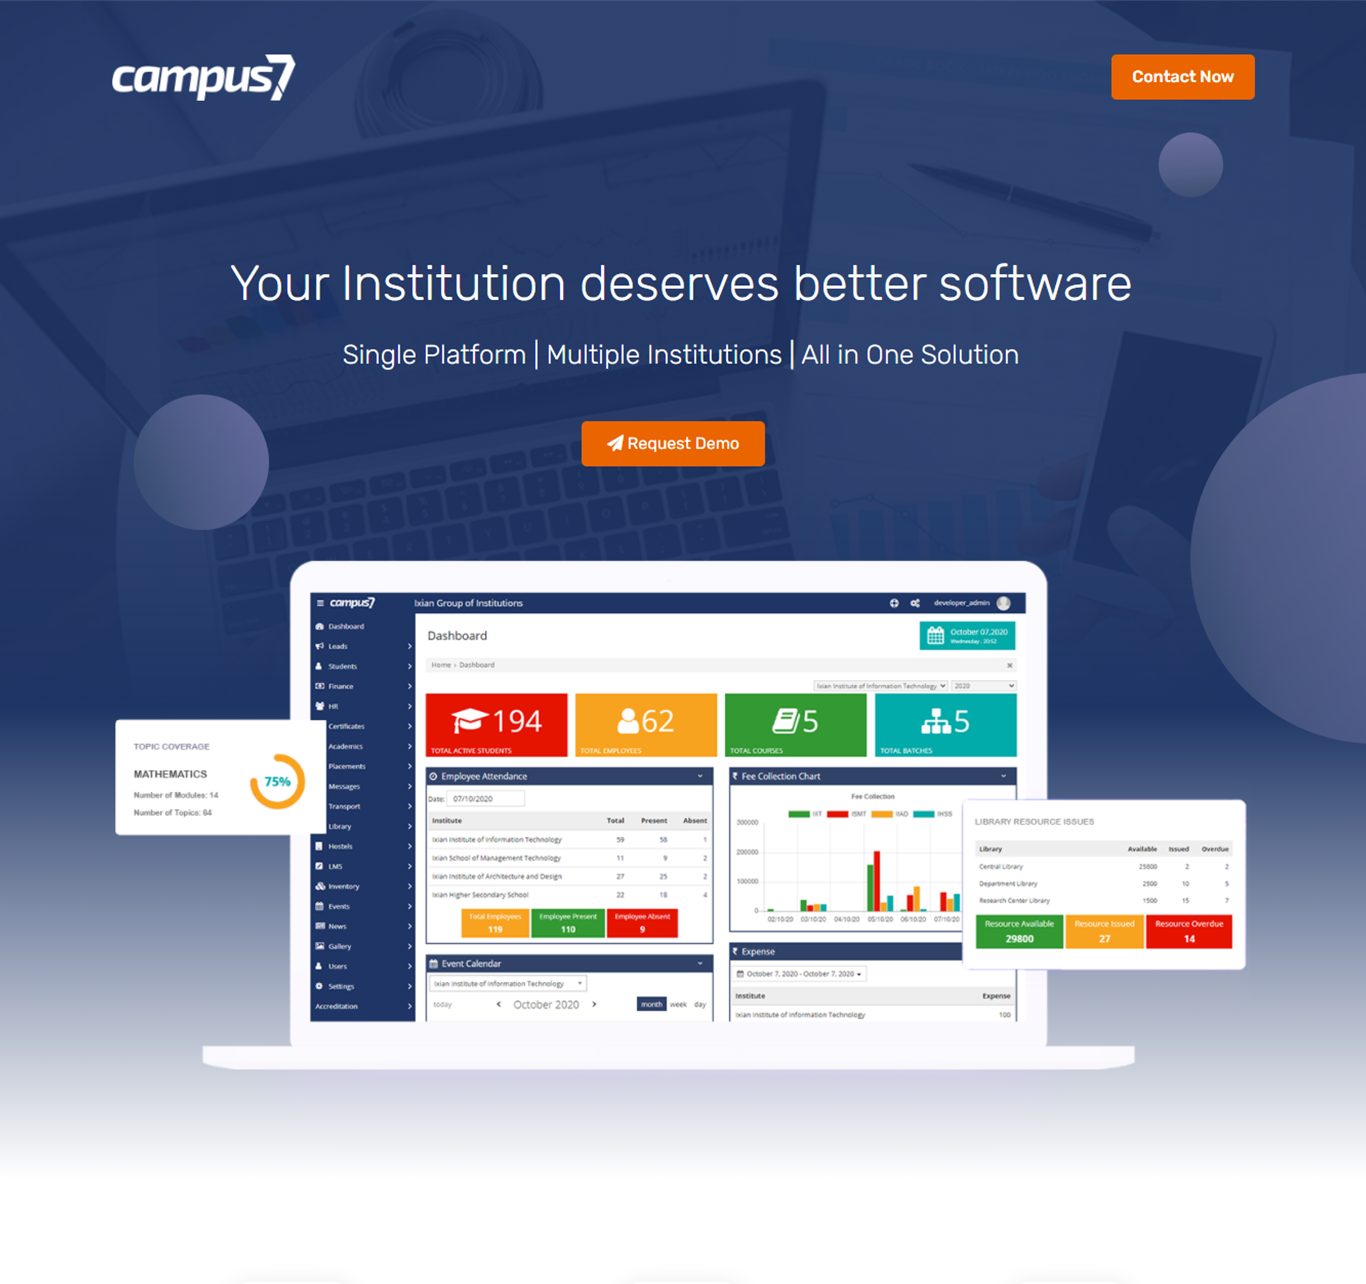 campus7
Contact Now
Your Institution deserves better software
Single Platform | Multiple Institutions | All in One Solution
Request Demo
campus7
Ixian Group of Institutions
developer_admin
Dashboard
Leads
Students
Finance
HR
Certificates
Academics
Placements
Messages
Transport
Library
Hostels
LMS
Inventory
Events
News
Gallery
Users
Settings
Accreditation
Dashboard
October 07,2020
Wednesday, 20:52
Home » Dashboard
Ixian Institute of Information Technology
2020
194
TOTAL ACTIVE STUDENTS
62
TOTAL EMPLOYEES
5
TOTAL COURSES
5
TOTAL BATCHES
Employee Attendance
Date: 07/10/2020
Institute Total Present Absent
Ixian Institute of Information Technology 59 58 1
Ixian School of Management Technology 11 9 2
Ixian Institute of Architecture and Design 27 25 2
Ixian Higher Secondary School 22 18 4
Total Employees
119
Employee Present
110
Employee Absent
9
Event Calendar
Ixian Institute of Information Technology
today
October 2020
month week day
₹ Fee Collection Chart
Fee Collection
IIIT ISMT IIAD IHSS
300000
200000
100000
0
02/10/20 03/10/20 04/10/20 05/10/20 06/10/20 07/10/20
₹ Expense
October 7, 2020 - October 7, 2020
Institute Expense
Ixian Institute of Information Technology 100
TOPIC COVERAGE
MATHEMATICS
Number of Modules: 14
Number of Topics: 64
75%
LIBRARY RESOURCE ISSUES
Library Available Issued Overdue
Central Library 25800 2 2
Department Library 2500 10 5
Research Center Library 1500 15 7
Resource Available
29800
Resource Issued
27
Resource Overdue
14